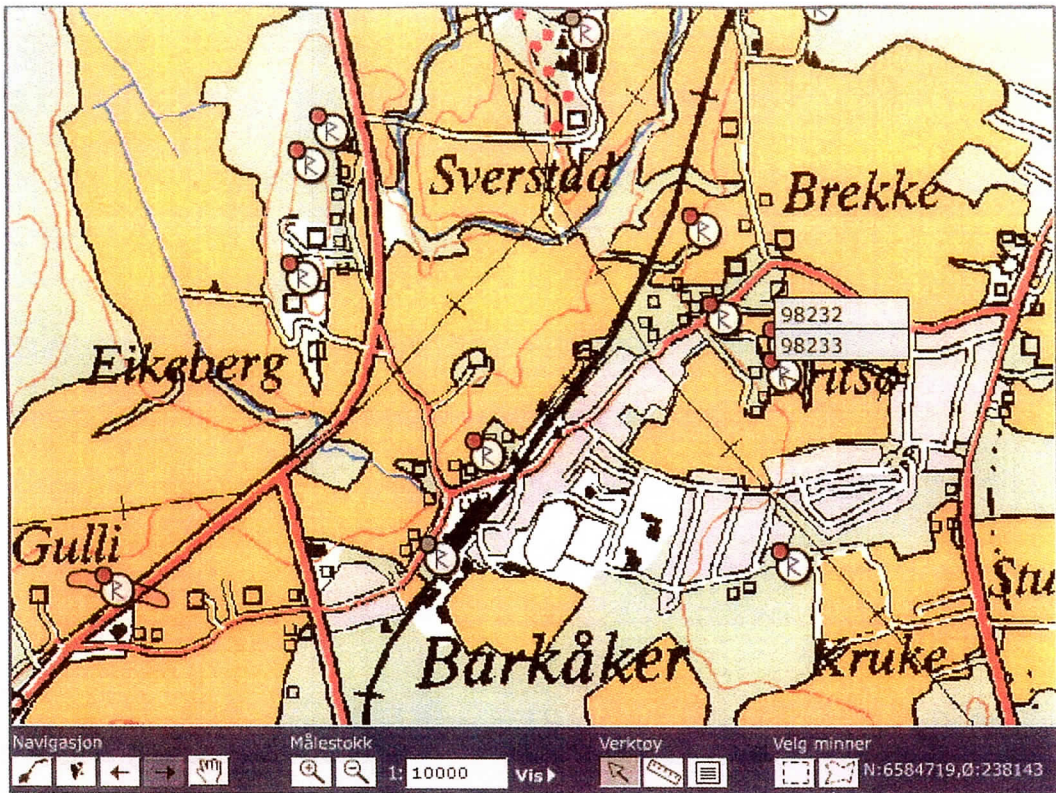 Sverstad
Brekke
98232
98233
Eikeberg
Gulli
Barkåker
Kruke
Navigasjon
Målestokk
Verktøy
Velg minner
1: 10000
Vis
N:6584719,Ø:238143